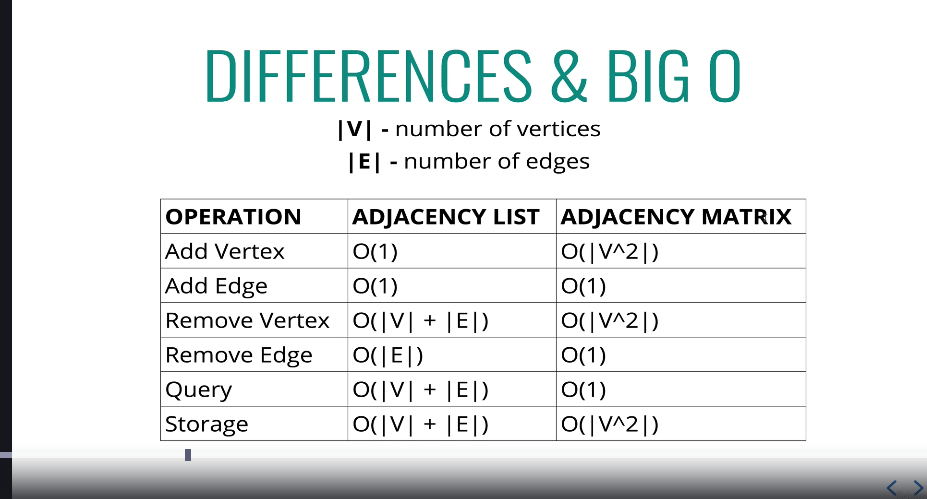 DIFFERENCES & BIG O
|V| - number of vertices
|E| - number of edges
OPERATION ADJACENCY LIST ADJACENCY MATRIX
Add Vertex O(1) O(|V^2|)
Add Edge O(1) O(1)
Remove Vertex O(|V| + |E|) O(|V^2|)
Remove Edge O(|E|) O(1)
Query O(|V| + |E|) O(1)
Storage O(|V| + |E|) O(|V^2|)